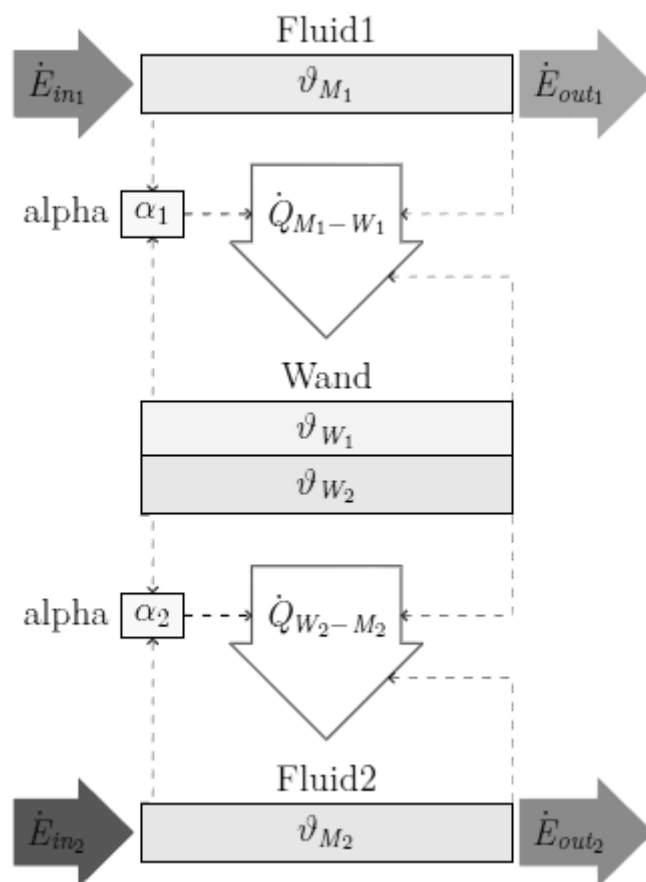 Fluid1
Ė_in₁ ϑ_M₁ Ė_out₁
alpha α₁ Q̇_M₁−W₁
Wand
ϑ_W₁
ϑ_W₂
alpha α₂ Q̇_W₂−M₂
Fluid2
Ė_in₂ ϑ_M₂ Ė_out₂